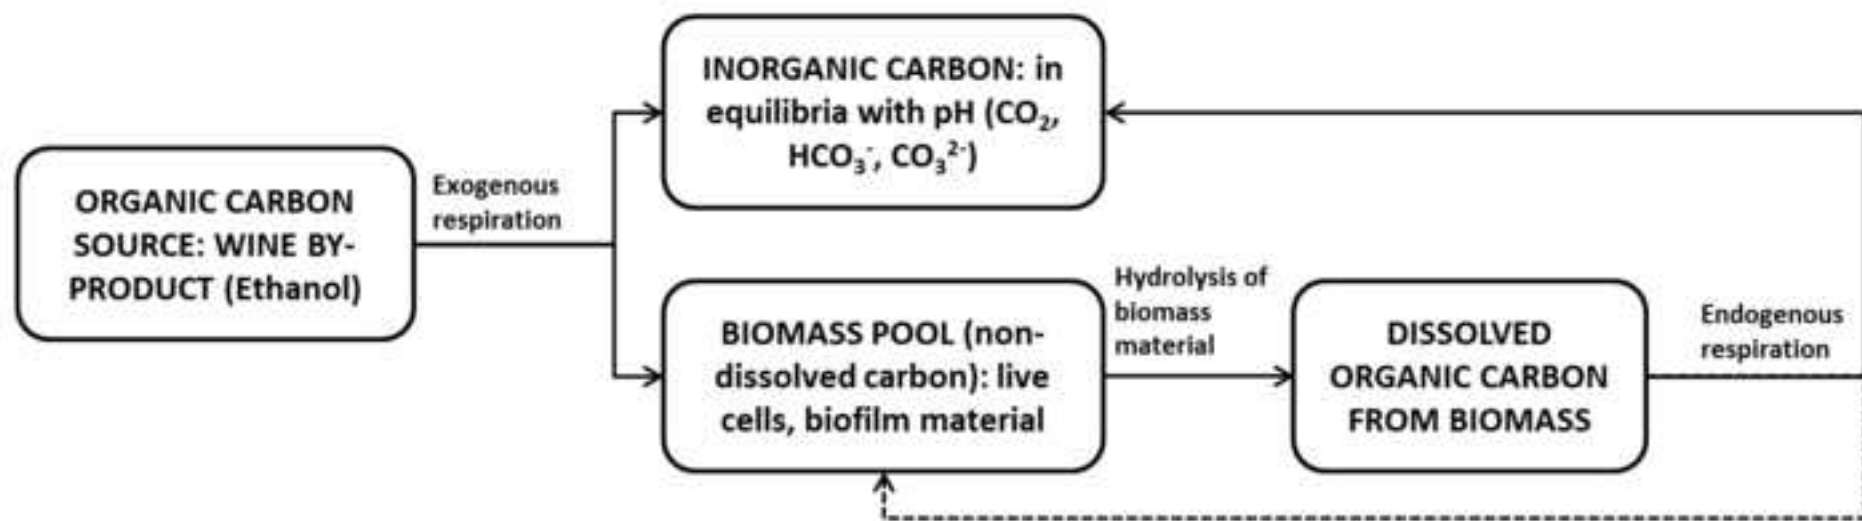 ORGANIC CARBON
SOURCE: WINE BY-
PRODUCT (Ethanol)
Exogenous
respiration
INORGANIC CARBON: in
equilibria with pH (CO₂,
HCO₃⁻, CO₃²⁻)
BIOMASS POOL (non-
dissolved carbon): live
cells, biofilm material
Hydrolysis of
biomass
material
DISSOLVED
ORGANIC CARBON
FROM BIOMASS
Endogenous
respiration